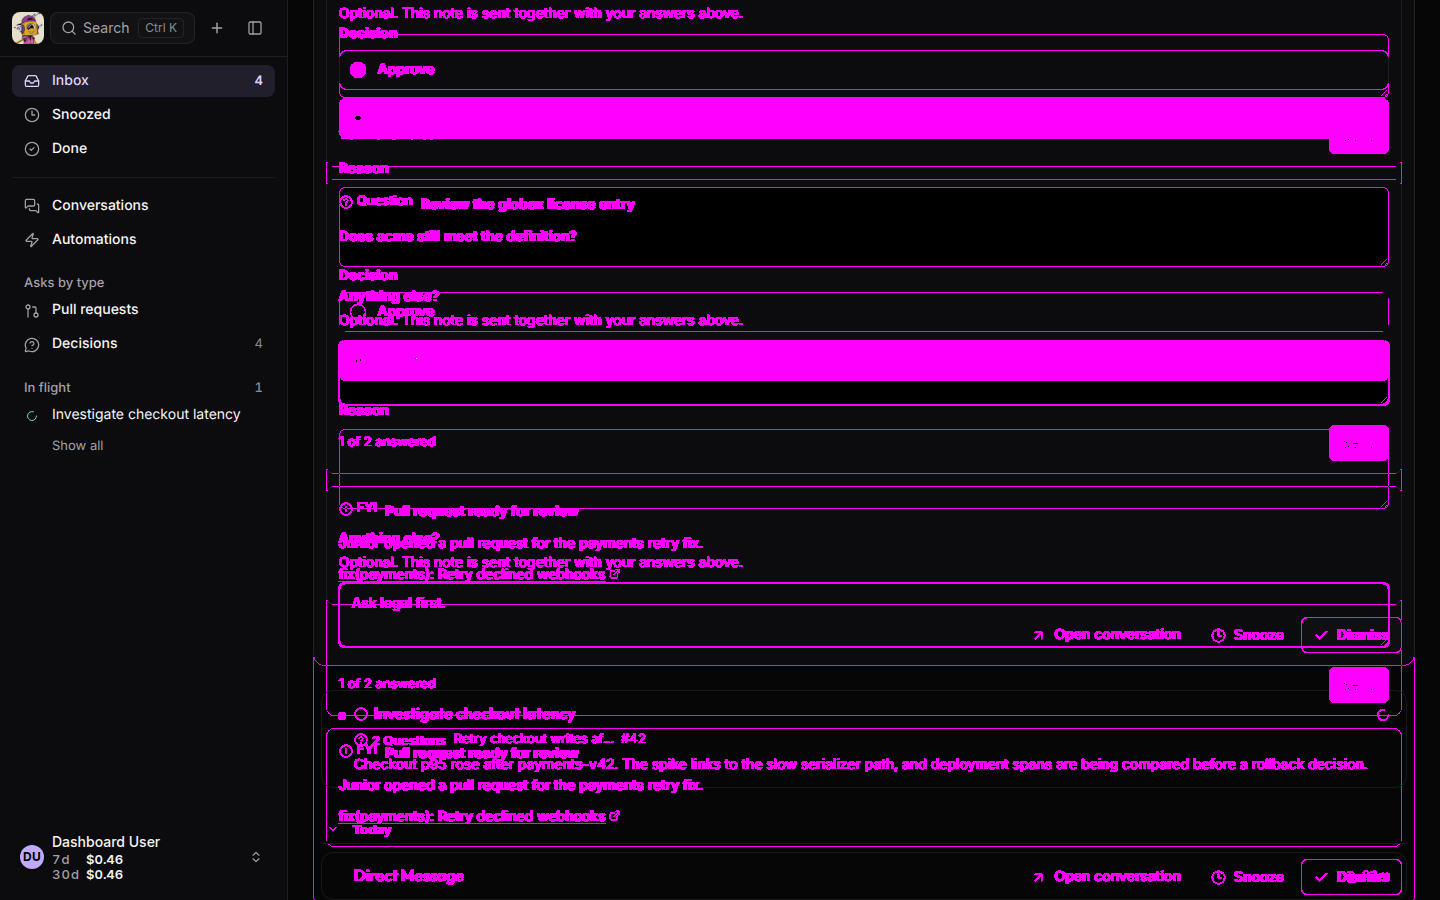 Search Ctrl K
Inbox 4
Snoozed
Done
Conversations
Automations
Asks by type
Pull requests
Decisions 4
In flight 1
Investigate checkout latency
Show all
Dashboard User
DU
7d $0.46
30d $0.46
Optional. This note is sent together with your answers above.
Decision
Approve
Reason
Question Review the globex license entry
Does acme still meet the definition?
Decision
Anything else?
Approve
Optional. This note is sent together with your answers above.
Reason
1 of 2 answered
FYI Pull request ready for review
Anything else?
Junior opened a pull request for the payments retry fix.
Optional. This note is sent together with your answers above.
fix(payments): Retry declined webhooks
Ask legal first.
Open conversation Snooze Dismiss
1 of 2 answered
Investigate checkout latency
2 Questions Retry checkout writes af... #42
FYI Pull request ready for review
Checkout p95 rose after payments-v42. The spike links to the slow serializer path, and deployment spans are being compared before a rollback decision.
Junior opened a pull request for the payments retry fix.
fix(payments): Retry declined webhooks
Today
Direct Message Open conversation Snooze